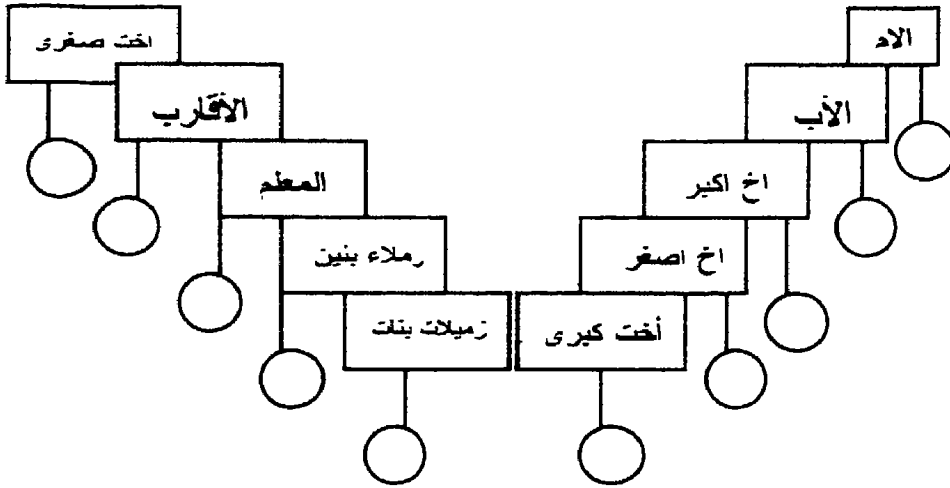 الام
الأب
اخ اكبر
اخ اصغر
أخت كبرى
اخت صغرى
الأقارب
المعلم
زملاء بنين
زميلات بنات